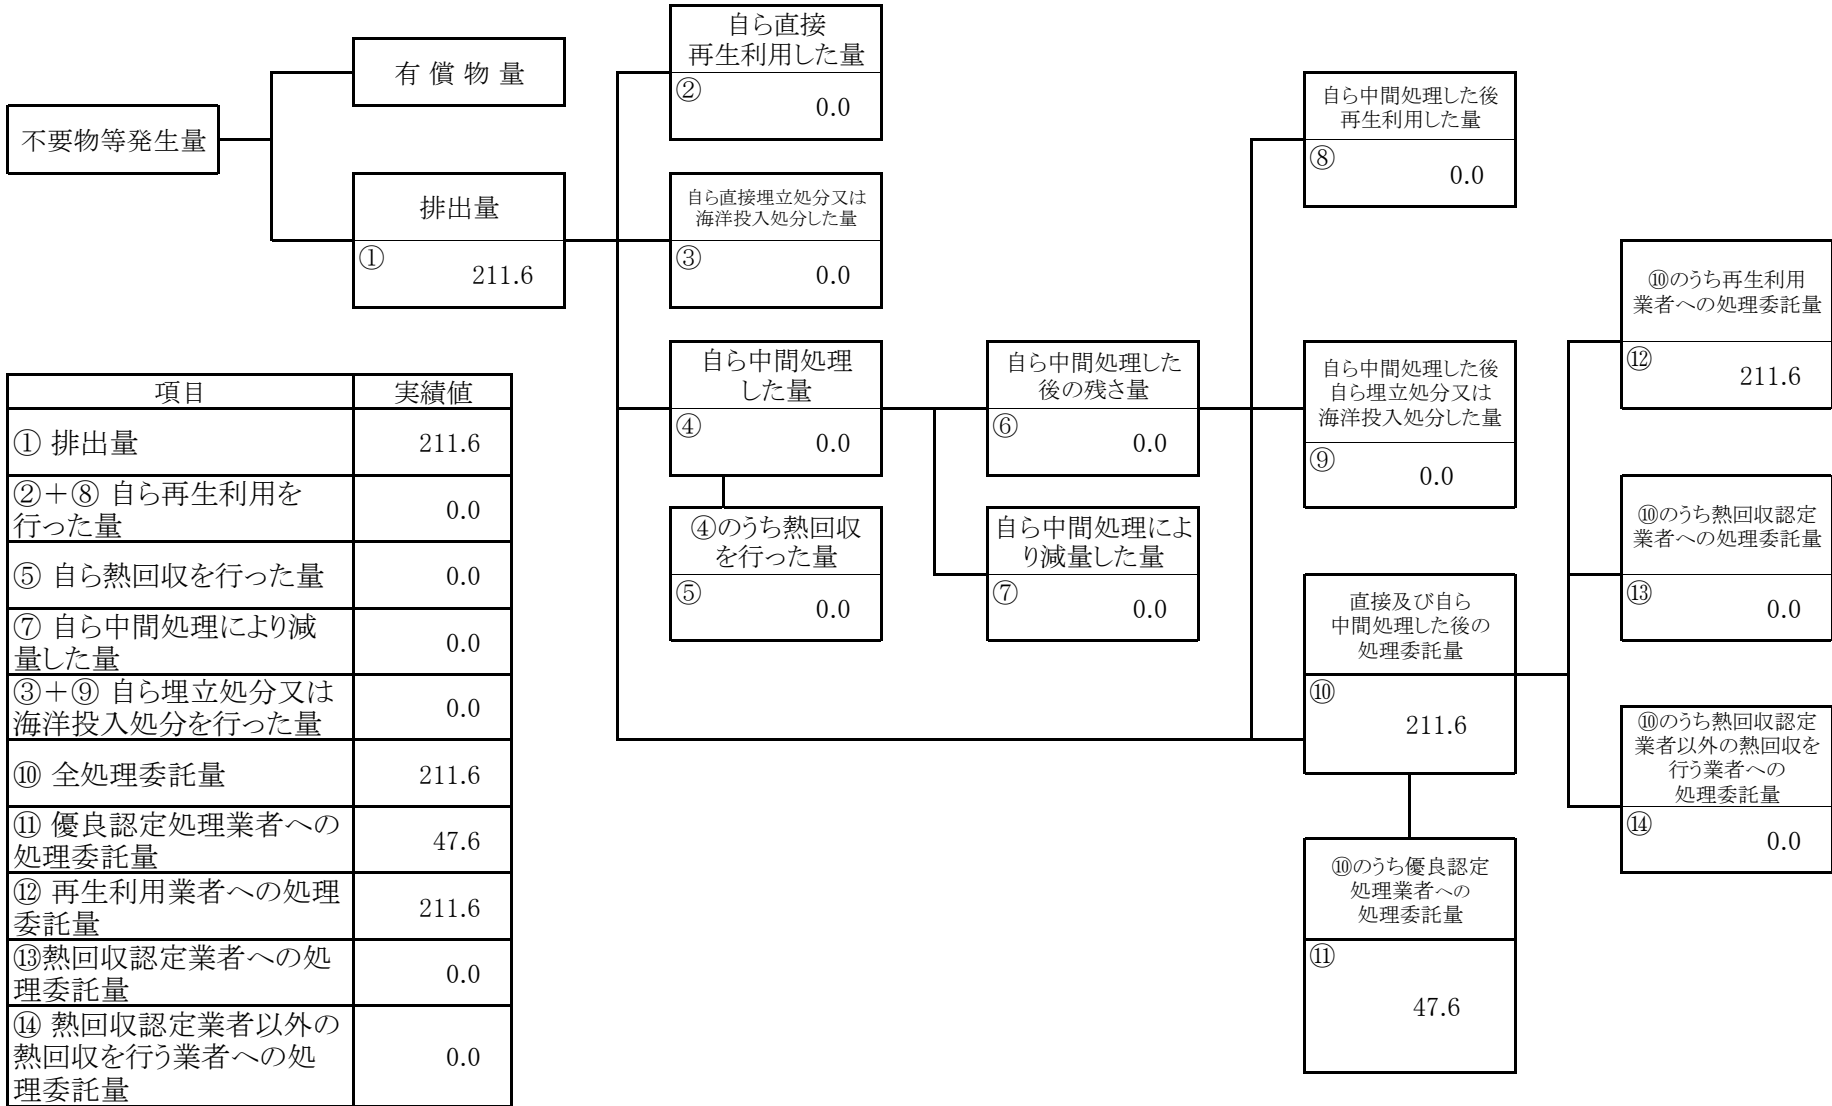 不要物等発生量
有償物量
排出量
①
211.6
自ら直接
再生利用した量
②
0.0
自ら直接埋立処分又は
海洋投入処分した量
③
0.0
自ら中間処理
した量
④
0.0
④のうち熱回収
を行った量
⑤
0.0
自ら中間処理した
後の残さ量
⑥
0.0
自ら中間処理によ
り減量した量
⑦
0.0
自ら中間処理した後
再生利用した量
⑧
0.0
自ら中間処理した後
自ら埋立処分又は
海洋投入処分した量
⑨
0.0
直接及び自ら
中間処理した後の
処理委託量
⑩
211.6
⑩のうち優良認定
処理業者への
処理委託量
⑪
47.6
⑩のうち再生利用
業者への処理委託量
⑫
211.6
⑩のうち熱回収認定
業者への処理委託量
⑬
0.0
⑩のうち熱回収認定
業者以外の熱回収を
行う業者への
処理委託量
⑭
0.0
項目 実績値
① 排出量 211.6
②＋⑧ 自ら再生利用を
行った量 0.0
⑤ 自ら熱回収を行った量 0.0
⑦ 自ら中間処理により減
量した量 0.0
③＋⑨ 自ら埋立処分又は
海洋投入処分を行った量 0.0
⑩ 全処理委託量 211.6
⑪ 優良認定処理業者への
処理委託量 47.6
⑫ 再生利用業者への処理
委託量 211.6
⑬熱回収認定業者への処
理委託量 0.0
⑭ 熱回収認定業者以外の
熱回収を行う業者への処
理委託量 0.0